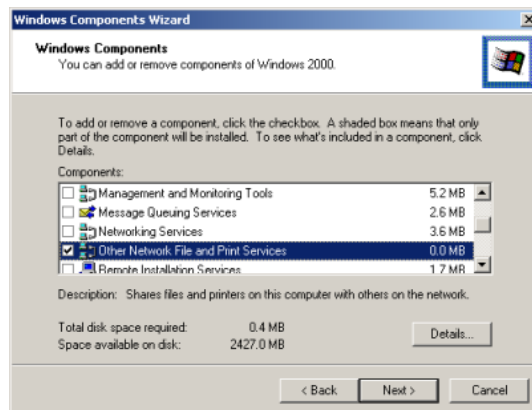 Windows Components Wizard
Windows Components
You can add or remove components of Windows 2000.
To add or remove a component, click the checkbox. A shaded box means that only
part of the component will be installed. To see what's included in a component, click
Details.
Components:
Management and Monitoring Tools 5.2 MB
Message Queuing Services 2.6 MB
Networking Services 3.6 MB
Other Network File and Print Services 0.0 MB
Remote Installation Services 1.7 MB
Description: Shares files and printers on this computer with others on the network.
Total disk space required: 0.4 MB
Space available on disk: 2427.0 MB
Details...
< Back
Next >
Cancel